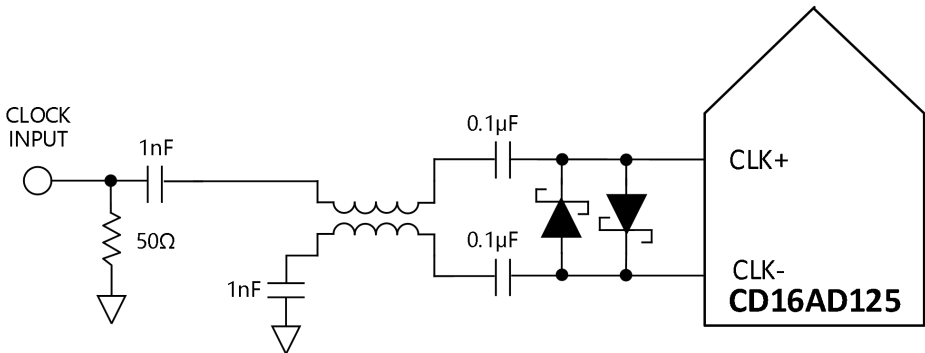 CLOCK
INPUT
1nF
50Ω
1nF
0.1µF
0.1µF
CLK+
CLK-
CD16AD125